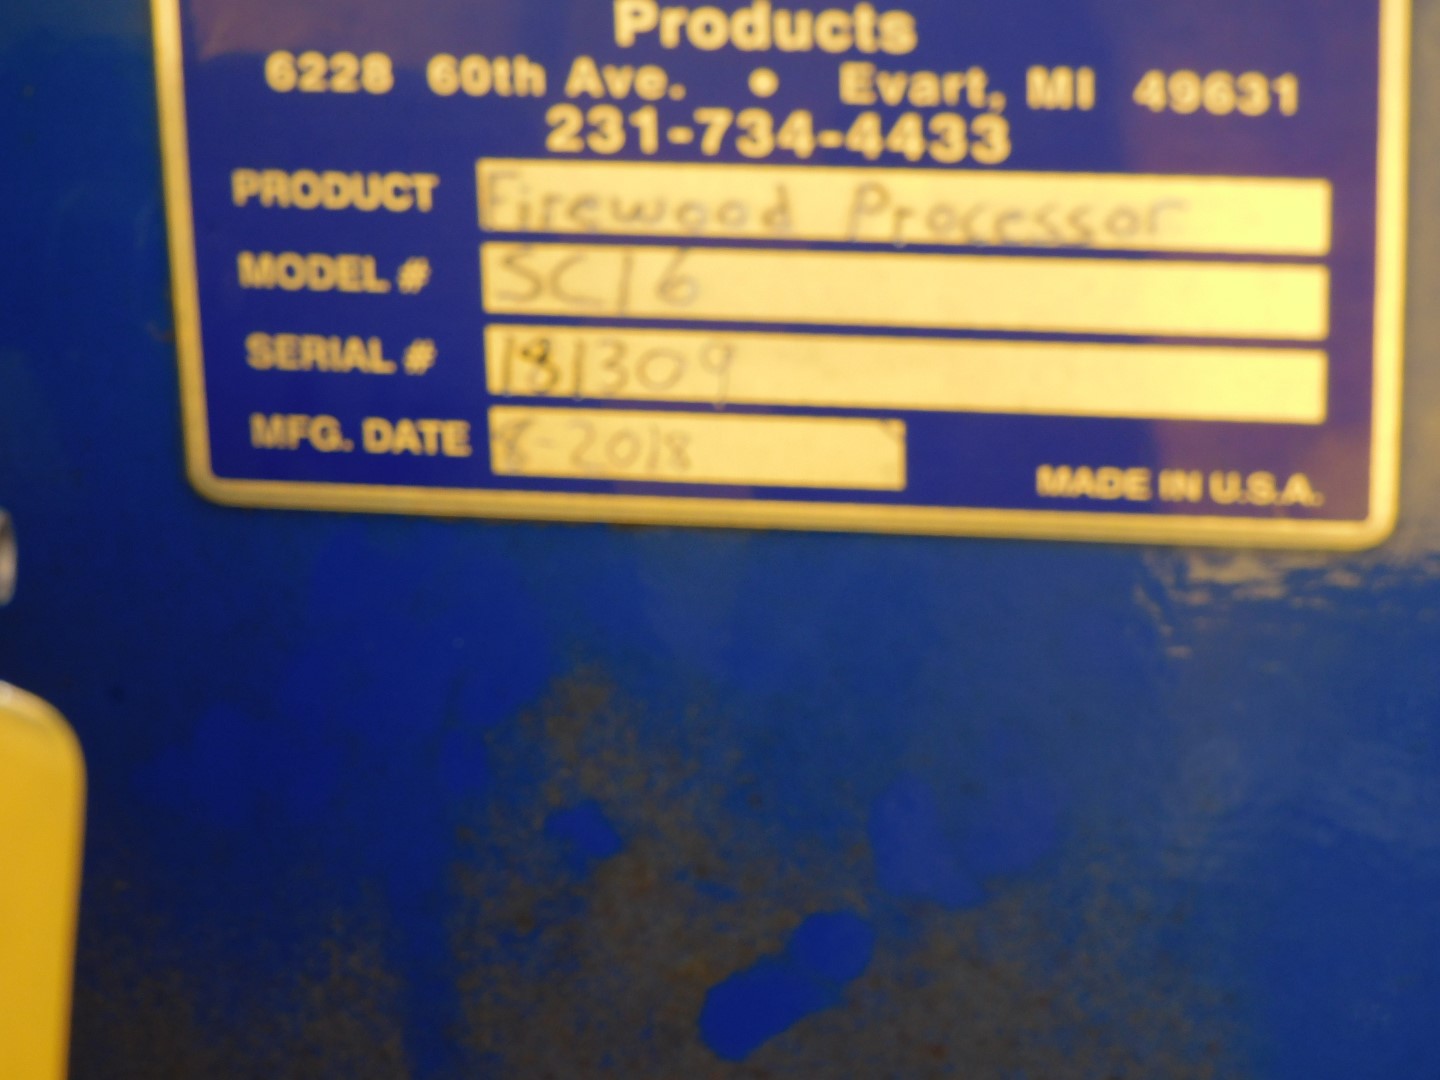 Products
6228 60th Ave. • Evart, MI 49631
231-734-4433
PRODUCT Firewood Processor
MODEL # SC16
SERIAL # 181309
MFG. DATE 8-2018
MADE IN U.S.A.